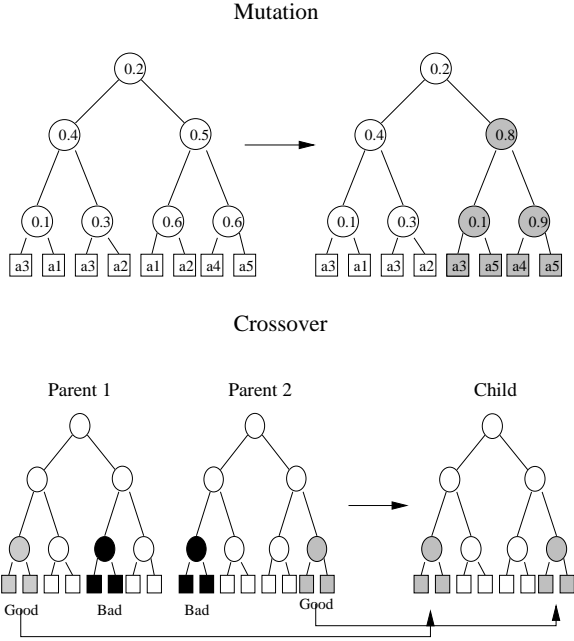 Mutation
0.2 0.2
0.4 0.5 0.4 0.8
0.1 0.3 0.6 0.6 0.1 0.3 0.1 0.9
a3 a1 a3 a2 a1 a2 a4 a5 a3 a1 a3 a2 a3 a5 a4 a5
Crossover
Parent 1 Parent 2 Child
Good Bad Bad Good